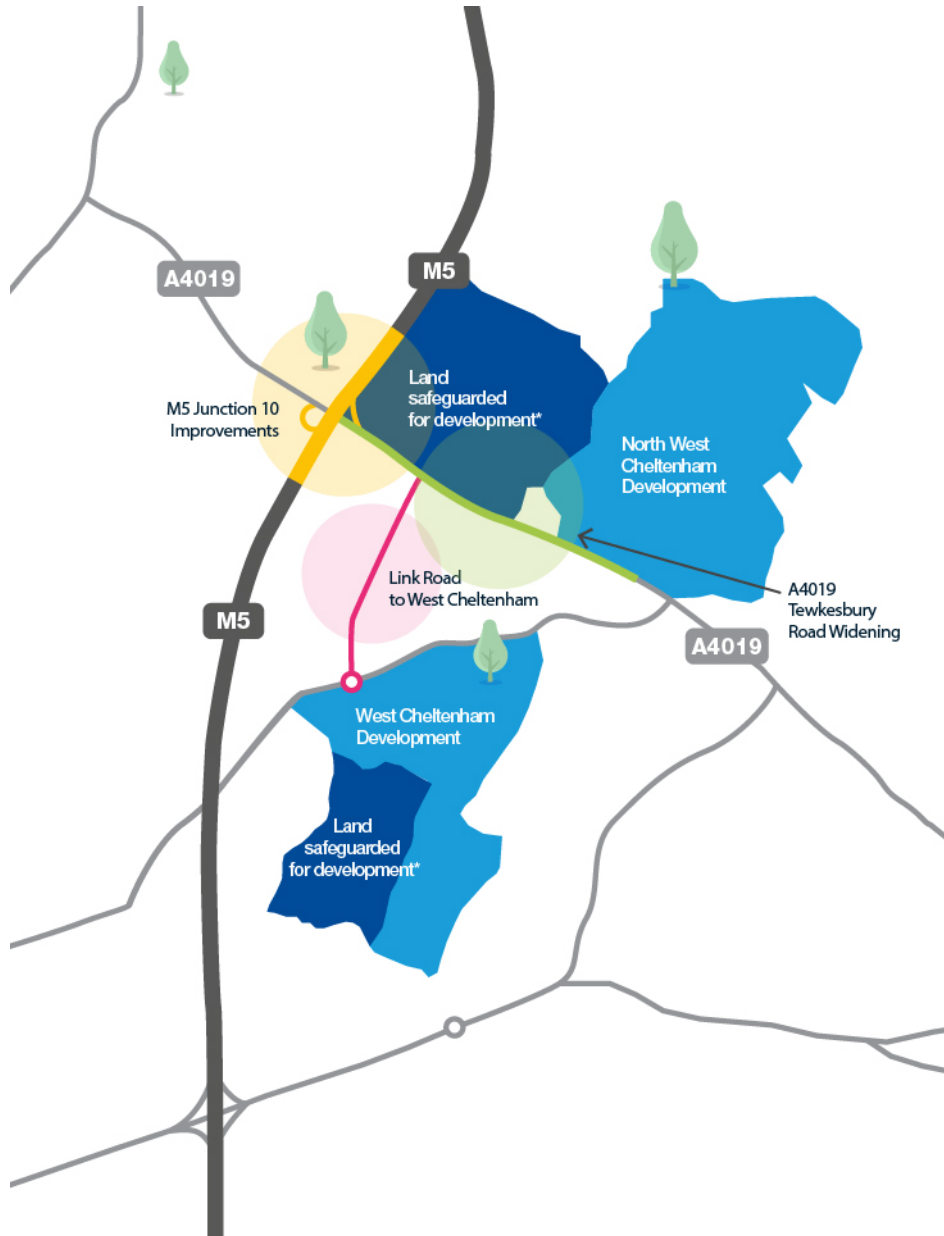 M5
A4019
Land
safeguarded
for development*
M5 Junction 10
Improvements
North West
Cheltenham
Development
Link Road
to West Cheltenham
A4019
Tewkesbury
Road Widening
M5
A4019
West Cheltenham
Development
Land
safeguarded
for development*